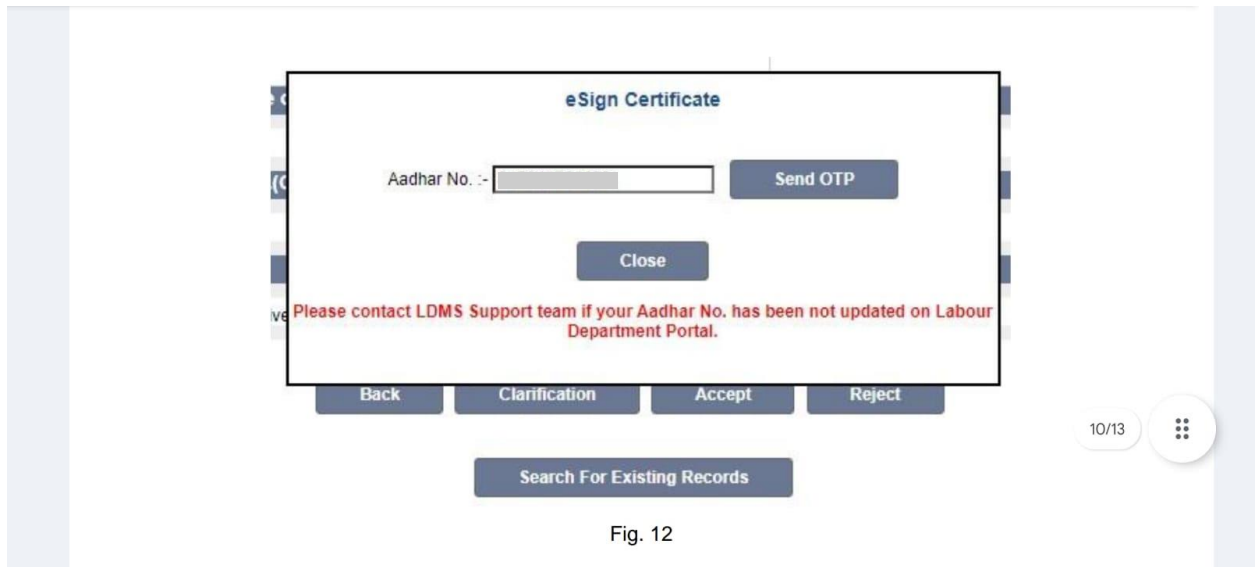 eSign Certificate
Aadhar No. :-
Send OTP
Close
Please contact LDMS Support team if your Aadhar No. has been not updated on Labour
Department Portal.
Back
Clarification
Accept
Reject
10/13
Search For Existing Records
Fig. 12